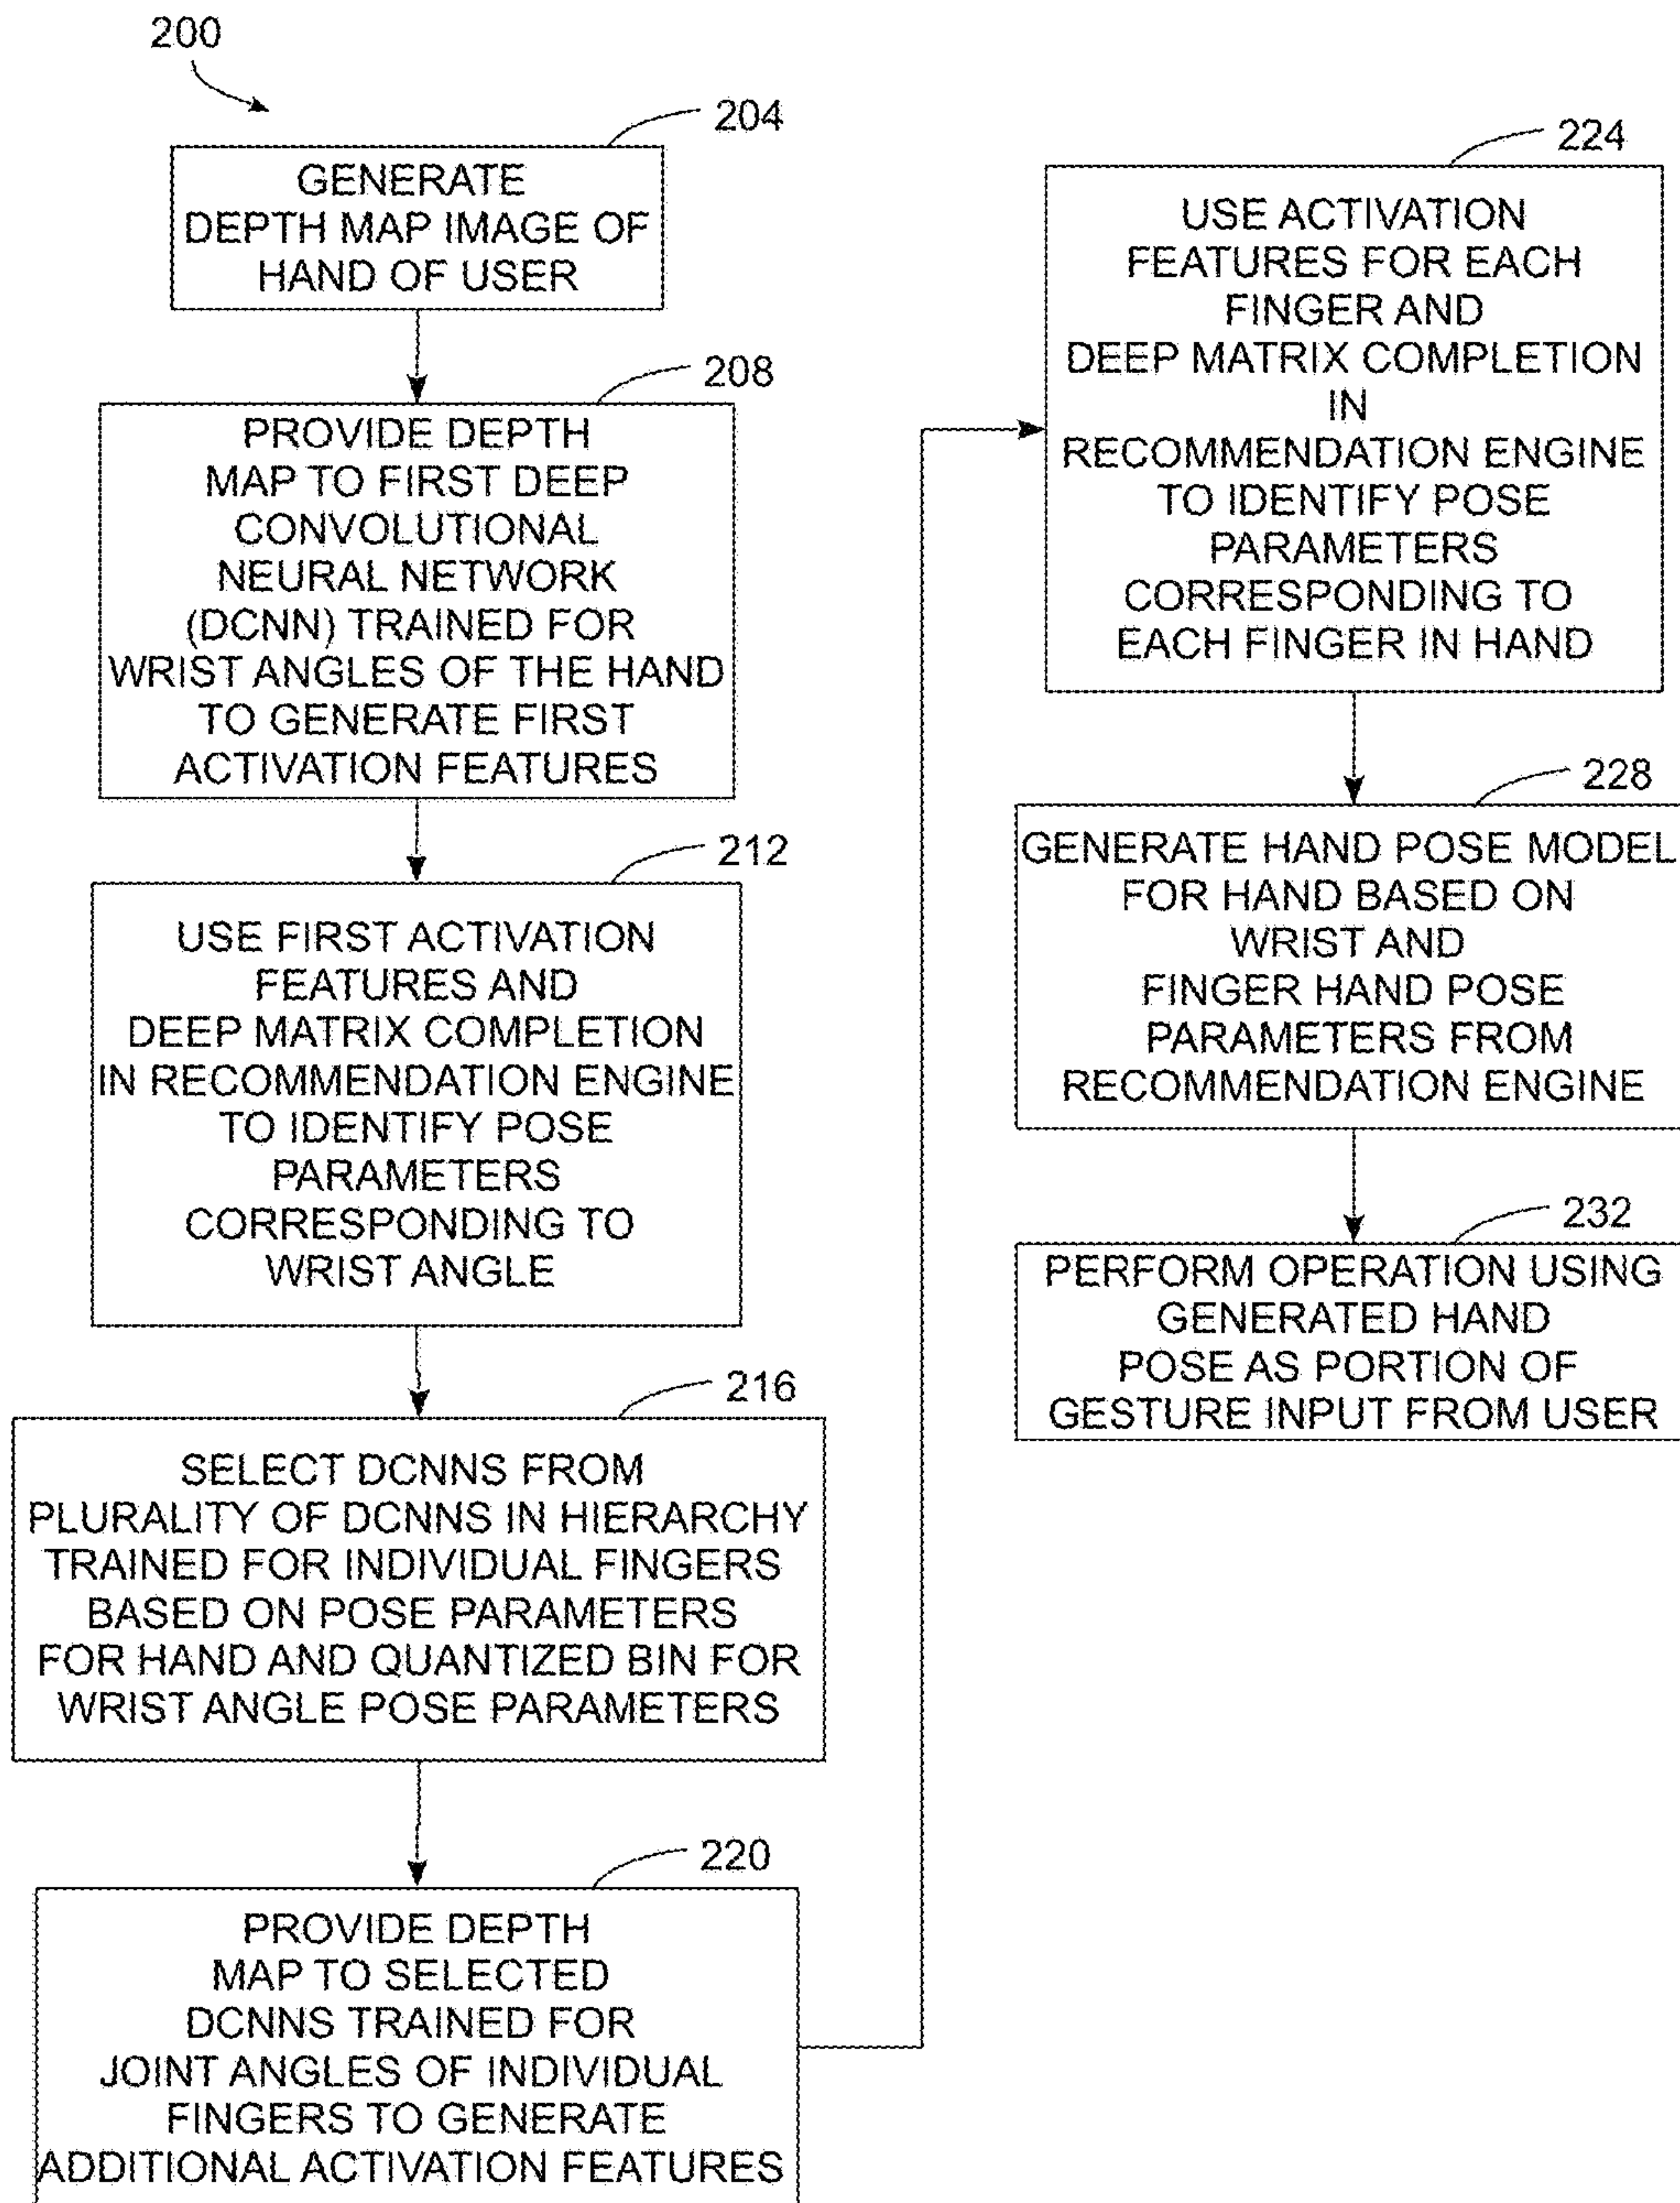 200
204
GENERATE
DEPTH MAP IMAGE OF
HAND OF USER
208
PROVIDE DEPTH
MAP TO FIRST DEEP
CONVOLUTIONAL
NEURAL NETWORK
(DCNN) TRAINED FOR
WRIST ANGLES OF THE HAND
TO GENERATE FIRST
ACTIVATION FEATURES
212
USE FIRST ACTIVATION
FEATURES AND
DEEP MATRIX COMPLETION
IN RECOMMENDATION ENGINE
TO IDENTIFY POSE
PARAMETERS
CORRESPONDING TO
WRIST ANGLE
216
SELECT DCNNS FROM
PLURALITY OF DCNNS IN HIERARCHY
TRAINED FOR INDIVIDUAL FINGERS
BASED ON POSE PARAMETERS
FOR HAND AND QUANTIZED BIN FOR
WRIST ANGLE POSE PARAMETERS
220
PROVIDE DEPTH
MAP TO SELECTED
DCNNS TRAINED FOR
JOINT ANGLES OF INDIVIDUAL
FINGERS TO GENERATE
ADDITIONAL ACTIVATION FEATURES
224
USE ACTIVATION
FEATURES FOR EACH
FINGER AND
DEEP MATRIX COMPLETION
IN
RECOMMENDATION ENGINE
TO IDENTIFY POSE
PARAMETERS
CORRESPONDING TO
EACH FINGER IN HAND
228
GENERATE HAND POSE MODEL
FOR HAND BASED ON
WRIST AND
FINGER HAND POSE
PARAMETERS FROM
RECOMMENDATION ENGINE
232
PERFORM OPERATION USING
GENERATED HAND
POSE AS PORTION OF
GESTURE INPUT FROM USER